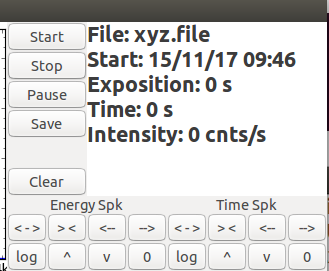 Start
Stop
Pause
Save
Clear
File: xyz.file
Start: 15/11/17 09:46
Exposition: 0 s
Time: 0 s
Intensity: 0 cnts/s
Energy Spk Time Spk
< - > > < <-- --> < - > > < <-- -->
log ^ v 0 log ^ v 0